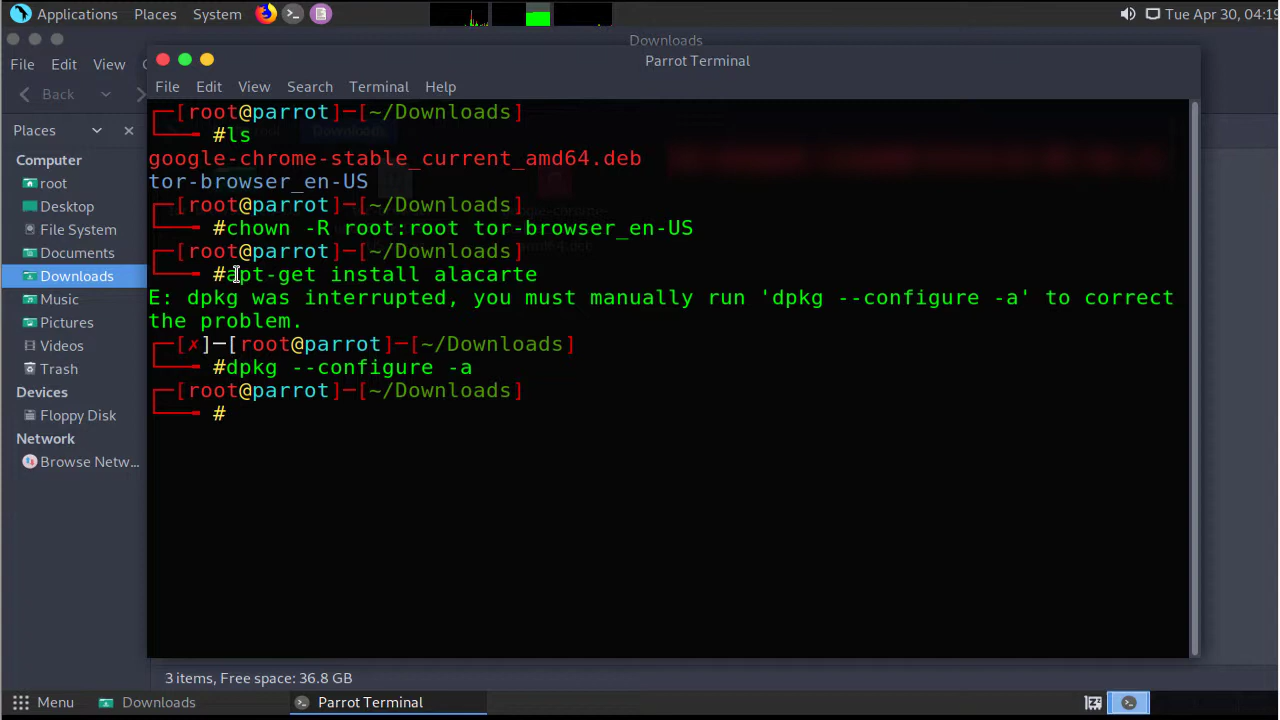 Applications Places System Tue Apr 30, 04:19
Downloads
File Edit View
Parrot Terminal
Back
File Edit View Search Terminal Help
Places
Computer
root
Desktop
File System
Documents
Downloads
Music
Pictures
Videos
Trash
Devices
Floppy Disk
Network
Browse Netw...
┌─[root@parrot]─[~/Downloads]
└──╼ #ls
google-chrome-stable_current_amd64.deb
tor-browser_en-US
┌─[root@parrot]─[~/Downloads]
└──╼ #chown -R root:root tor-browser_en-US
┌─[root@parrot]─[~/Downloads]
└──╼ #apt-get install alacarte
E: dpkg was interrupted, you must manually run 'dpkg --configure -a' to correct
the problem.
┌─[✗]─[root@parrot]─[~/Downloads]
└──╼ #dpkg --configure -a
┌─[root@parrot]─[~/Downloads]
└──╼ #
3 items, Free space: 36.8 GB
Menu Downloads Parrot Terminal